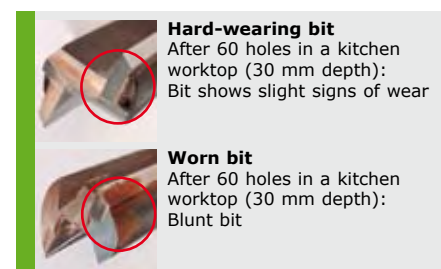 Hard-wearing bit
After 60 holes in a kitchen
worktop (30 mm depth):
Bit shows slight signs of wear
Worn bit
After 60 holes in a kitchen
worktop (30 mm depth):
Blunt bit